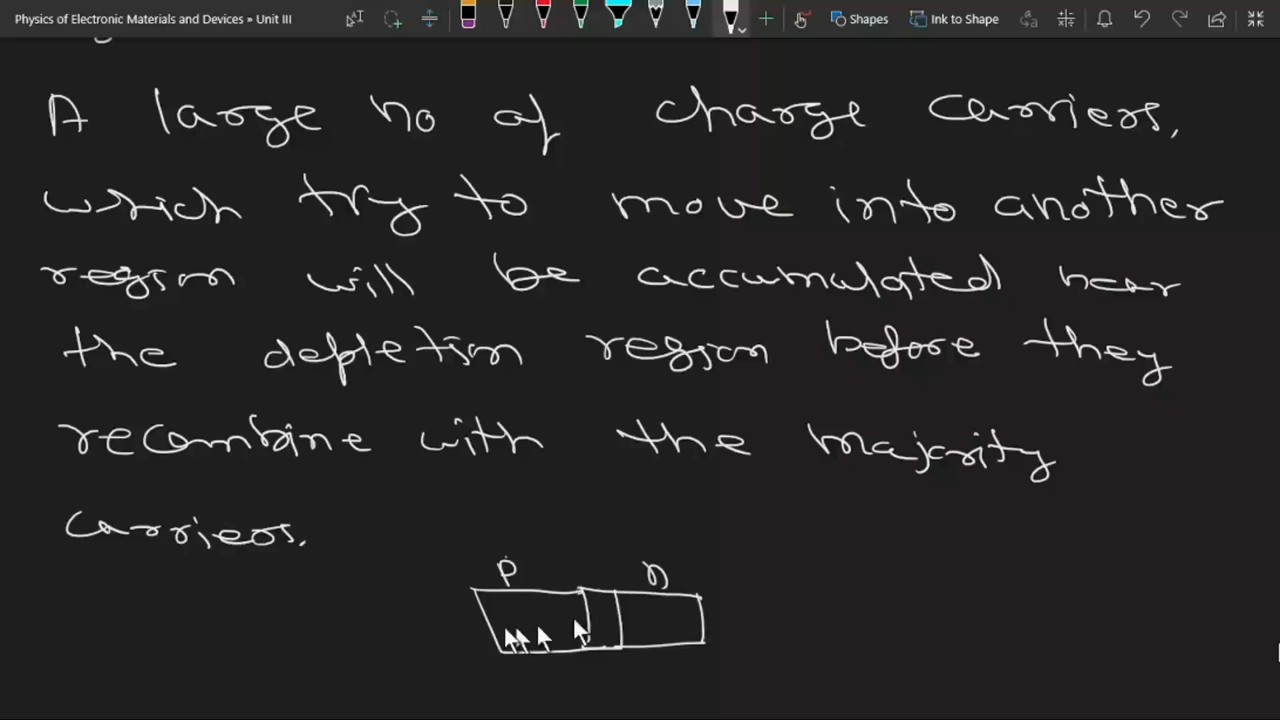 Physics of Electronic Materials and Devices » Unit III
Shapes
Ink to Shape
A large no of charge carriers,
which try to move into another
region will be accumulated near
the depletion region before they
recombine with the majority
carriers.
P n